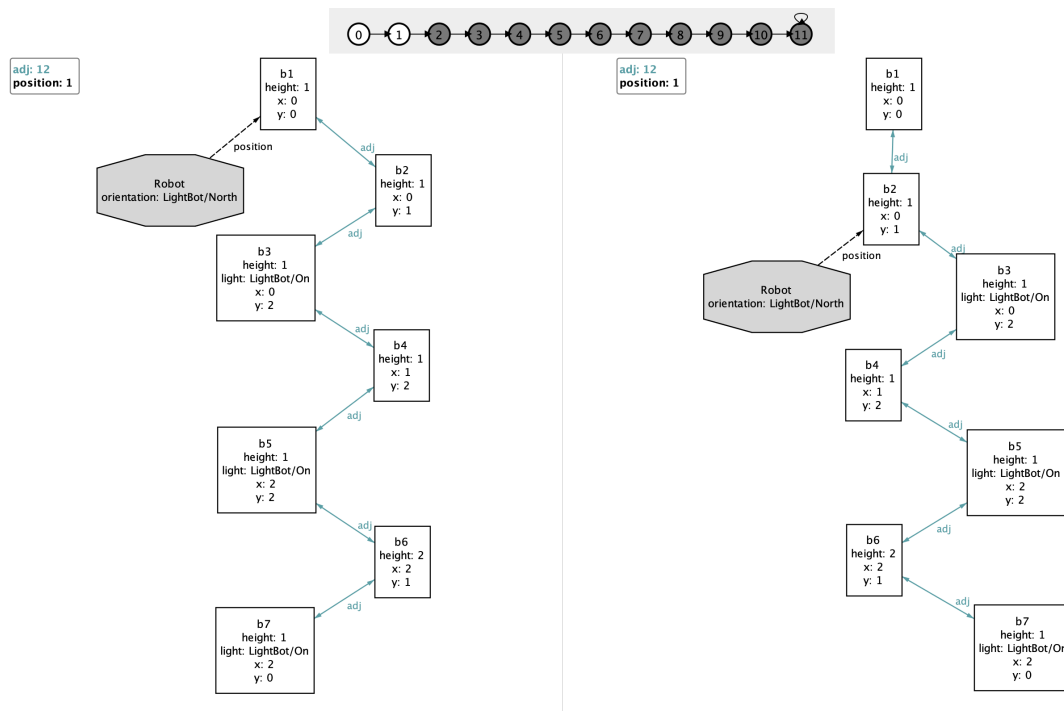 0 1 2 3 4 5 6 7 8 9 10 11
adj: 12
position: 1
b1
height: 1
x: 0
y: 0
position
adj
Robot
orientation: LightBot/North
b2
height: 1
x: 0
y: 1
adj
b3
height: 1
light: LightBot/On
x: 0
y: 2
adj
b4
height: 1
x: 1
y: 2
adj
b5
height: 1
light: LightBot/On
x: 2
y: 2
adj
b6
height: 2
x: 2
y: 1
adj
b7
height: 1
light: LightBot/On
x: 2
y: 0
adj: 12
position: 1
b1
height: 1
x: 0
y: 0
adj
b2
height: 1
x: 0
y: 1
position
adj
Robot
orientation: LightBot/North
b3
height: 1
light: LightBot/On
x: 0
y: 2
adj
b4
height: 1
x: 1
y: 2
adj
b5
height: 1
light: LightBot/On
x: 2
y: 2
adj
b6
height: 2
x: 2
y: 1
adj
b7
height: 1
light: LightBot/On
x: 2
y: 0